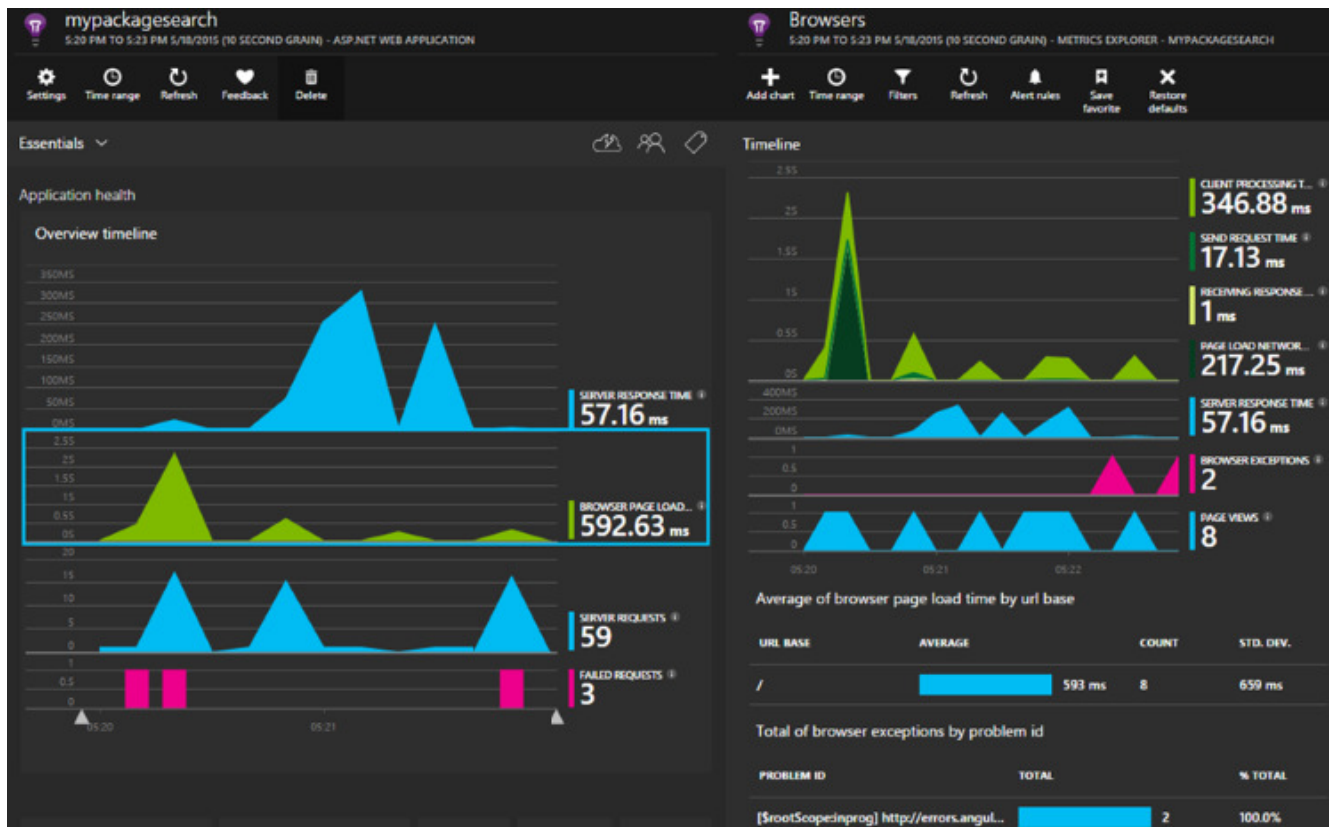 mypackagesearch
5:20 PM TO 5:23 PM 5/18/2015 (10 SECOND GRAIN) - ASP.NET WEB APPLICATION
Settings Time range Refresh Feedback Delete
Essentials
Application health
Overview timeline
350MS
300MS
250MS
200MS
150MS
100MS
50MS
0MS
SERVER RESPONSE TIME
57.16 ms
2.5S
2S
1.5S
1S
0.5S
0S
BROWSER PAGE LOAD...
592.63 ms
20
15
10
5
0
SERVER REQUESTS
59
1
0.5
0
FAILED REQUESTS
3
05:20 05:21
Browsers
5:20 PM TO 5:23 PM 5/18/2015 (10 SECOND GRAIN) - METRICS EXPLORER - MYPACKAGESEARCH
Add chart Time range Filters Refresh Alert rules Save favorite Restore defaults
Timeline
2.5S
2S
1.5S
1S
0.5S
0S
CLIENT PROCESSING T...
346.88 ms
SEND REQUEST TIME
17.13 ms
RECEIVING RESPONSE ...
1 ms
PAGE LOAD NETWOR...
217.25 ms
400MS
200MS
0MS
SERVER RESPONSE TIME
57.16 ms
1
0.5
0
BROWSER EXCEPTIONS
2
1
0.5
0
PAGE VIEWS
8
05:20 05:21 05:22
Average of browser page load time by url base
URL BASE AVERAGE COUNT STD. DEV.
/ 593 ms 8 659 ms
Total of browser exceptions by problem id
PROBLEM ID TOTAL % TOTAL
[$rootScope:inprog] http://errors.angul... 2 100.0%